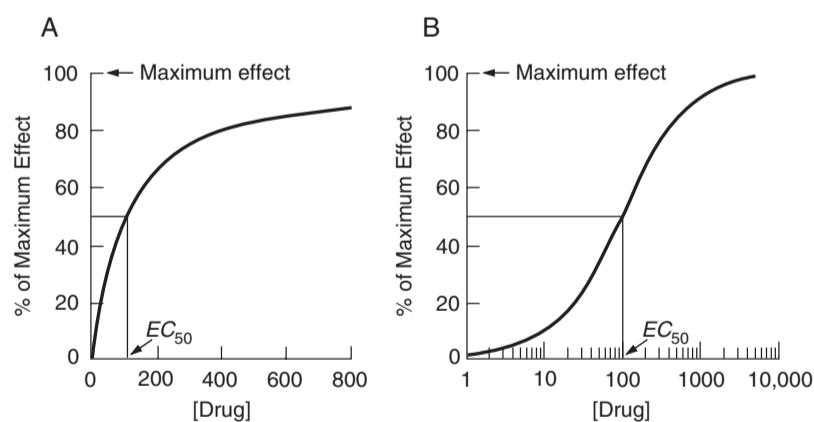 A
% of Maximum Effect
100
Maximum effect
80
60
40
20
0
EC50
0 200 400 600 800
[Drug]
B
% of Maximum Effect
100
Maximum effect
80
60
40
20
0
EC50
1 10 100 1000 10,000
[Drug]